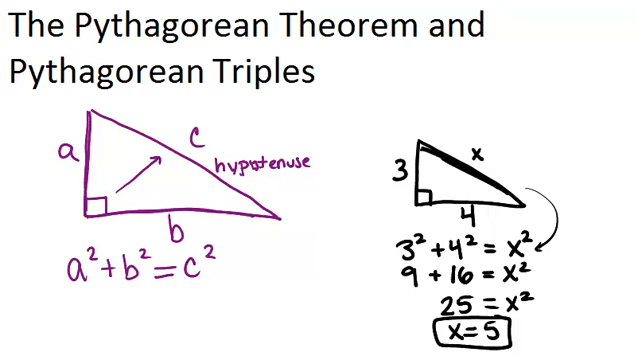 The Pythagorean Theorem and
Pythagorean Triples
a
c
hypotenuse
b
a² + b² = c²
3
x
4
3² + 4² = x²
9 + 16 = x²
25 = x²
x = 5